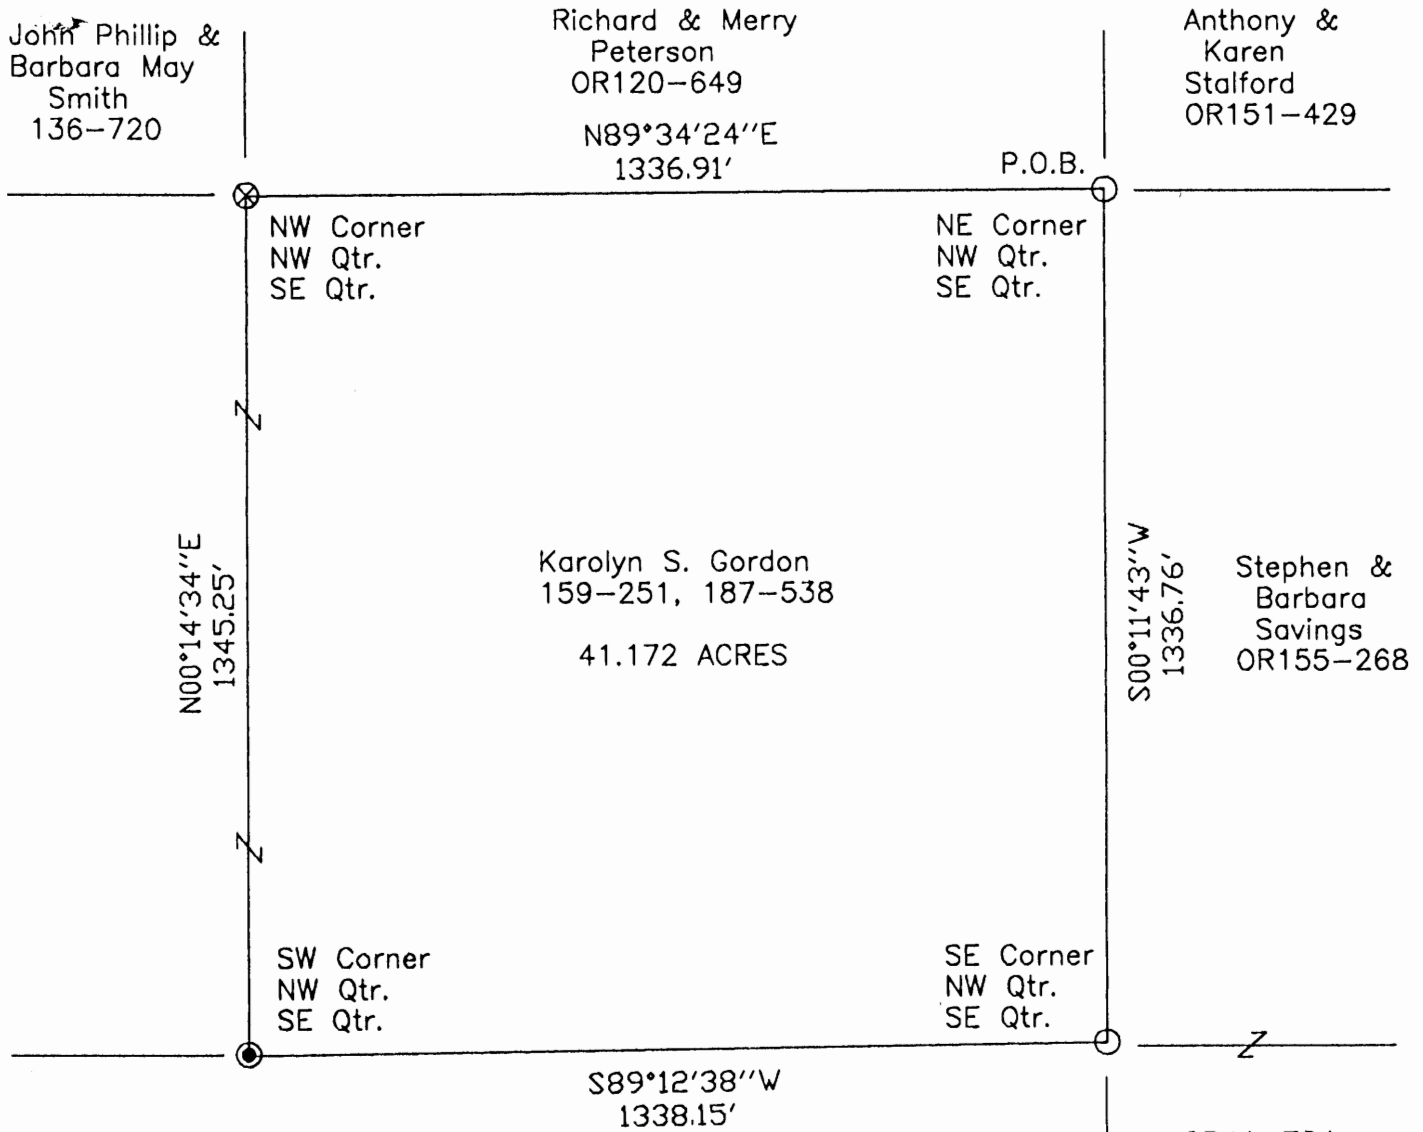 John Phillip &
Barbara May
Smith
136-720
Richard & Merry
Peterson
OR120-649
N89°34'24''E
1336.91'
Anthony &
Karen
Stalford
OR151-429
P.O.B.
NW Corner
NW Qtr.
SE Qtr.
NE Corner
NW Qtr.
SE Qtr.
N00°14'34''E
1345.25'
Karolyn S. Gordon
159-251, 187-538
41.172 ACRES
S00°11'43''W
1336.76'
Stephen &
Barbara
Savings
OR155-268
SW Corner
NW Qtr.
SE Qtr.
SE Corner
NW Qtr.
SE Qtr.
S89°12'38''W
1338.15'